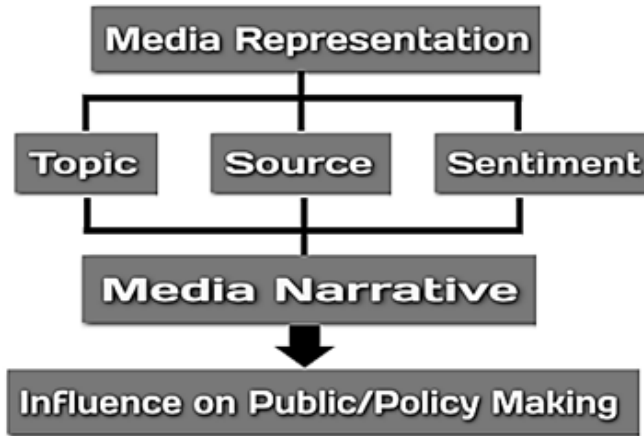 Media Representation
Topic
Source
Sentiment
Media Narrative
Influence on Public/Policy Making